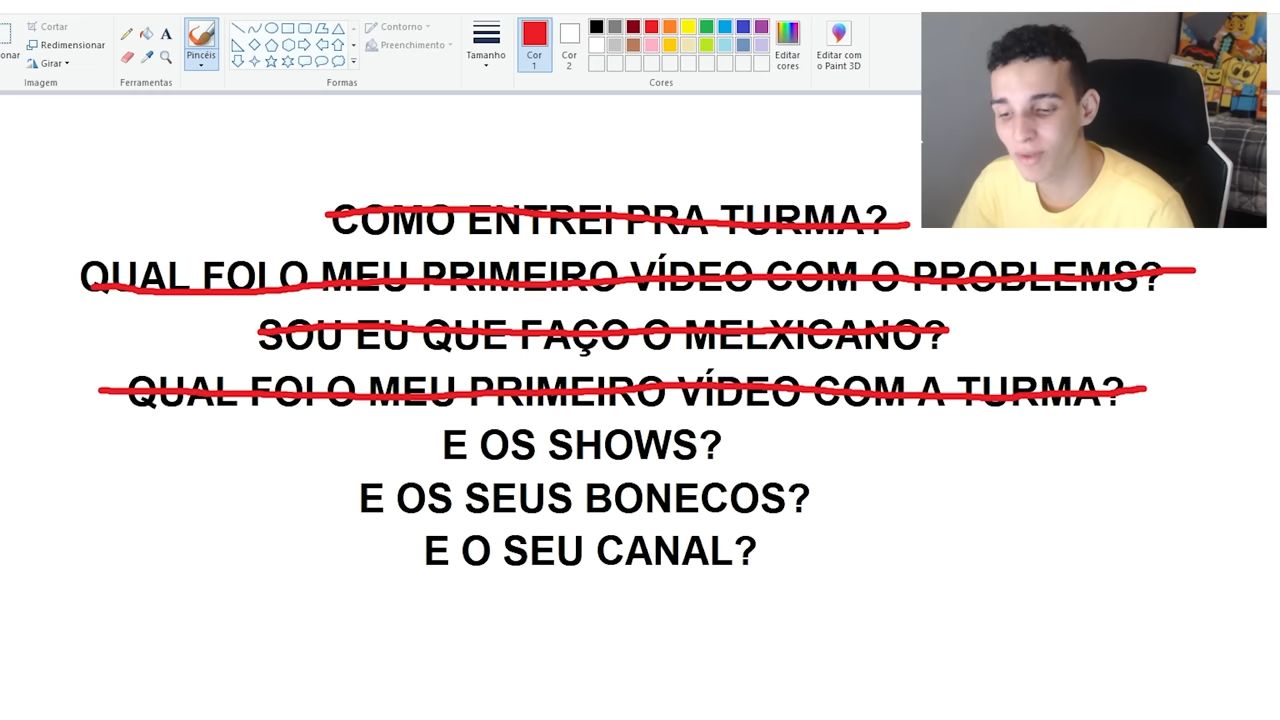 Cortar
onar
Redimensionar
Girar
Imagem
A
Ferramentas
Pincéis
Contorno
Preenchimento
Formas
Tamanho
Cor
1
Cor
2
Cores
Editar
cores
Editar com
o Paint 3D
COMO ENTREI PRA TURMA?
QUAL FOI O MEU PRIMEIRO VÍDEO COM O PROBLEMS?
SOU EU QUE FAÇO O MELXICANO?
QUAL FOI O MEU PRIMEIRO VÍDEO COM A TURMA?
E OS SHOWS?
E OS SEUS BONECOS?
E O SEU CANAL?